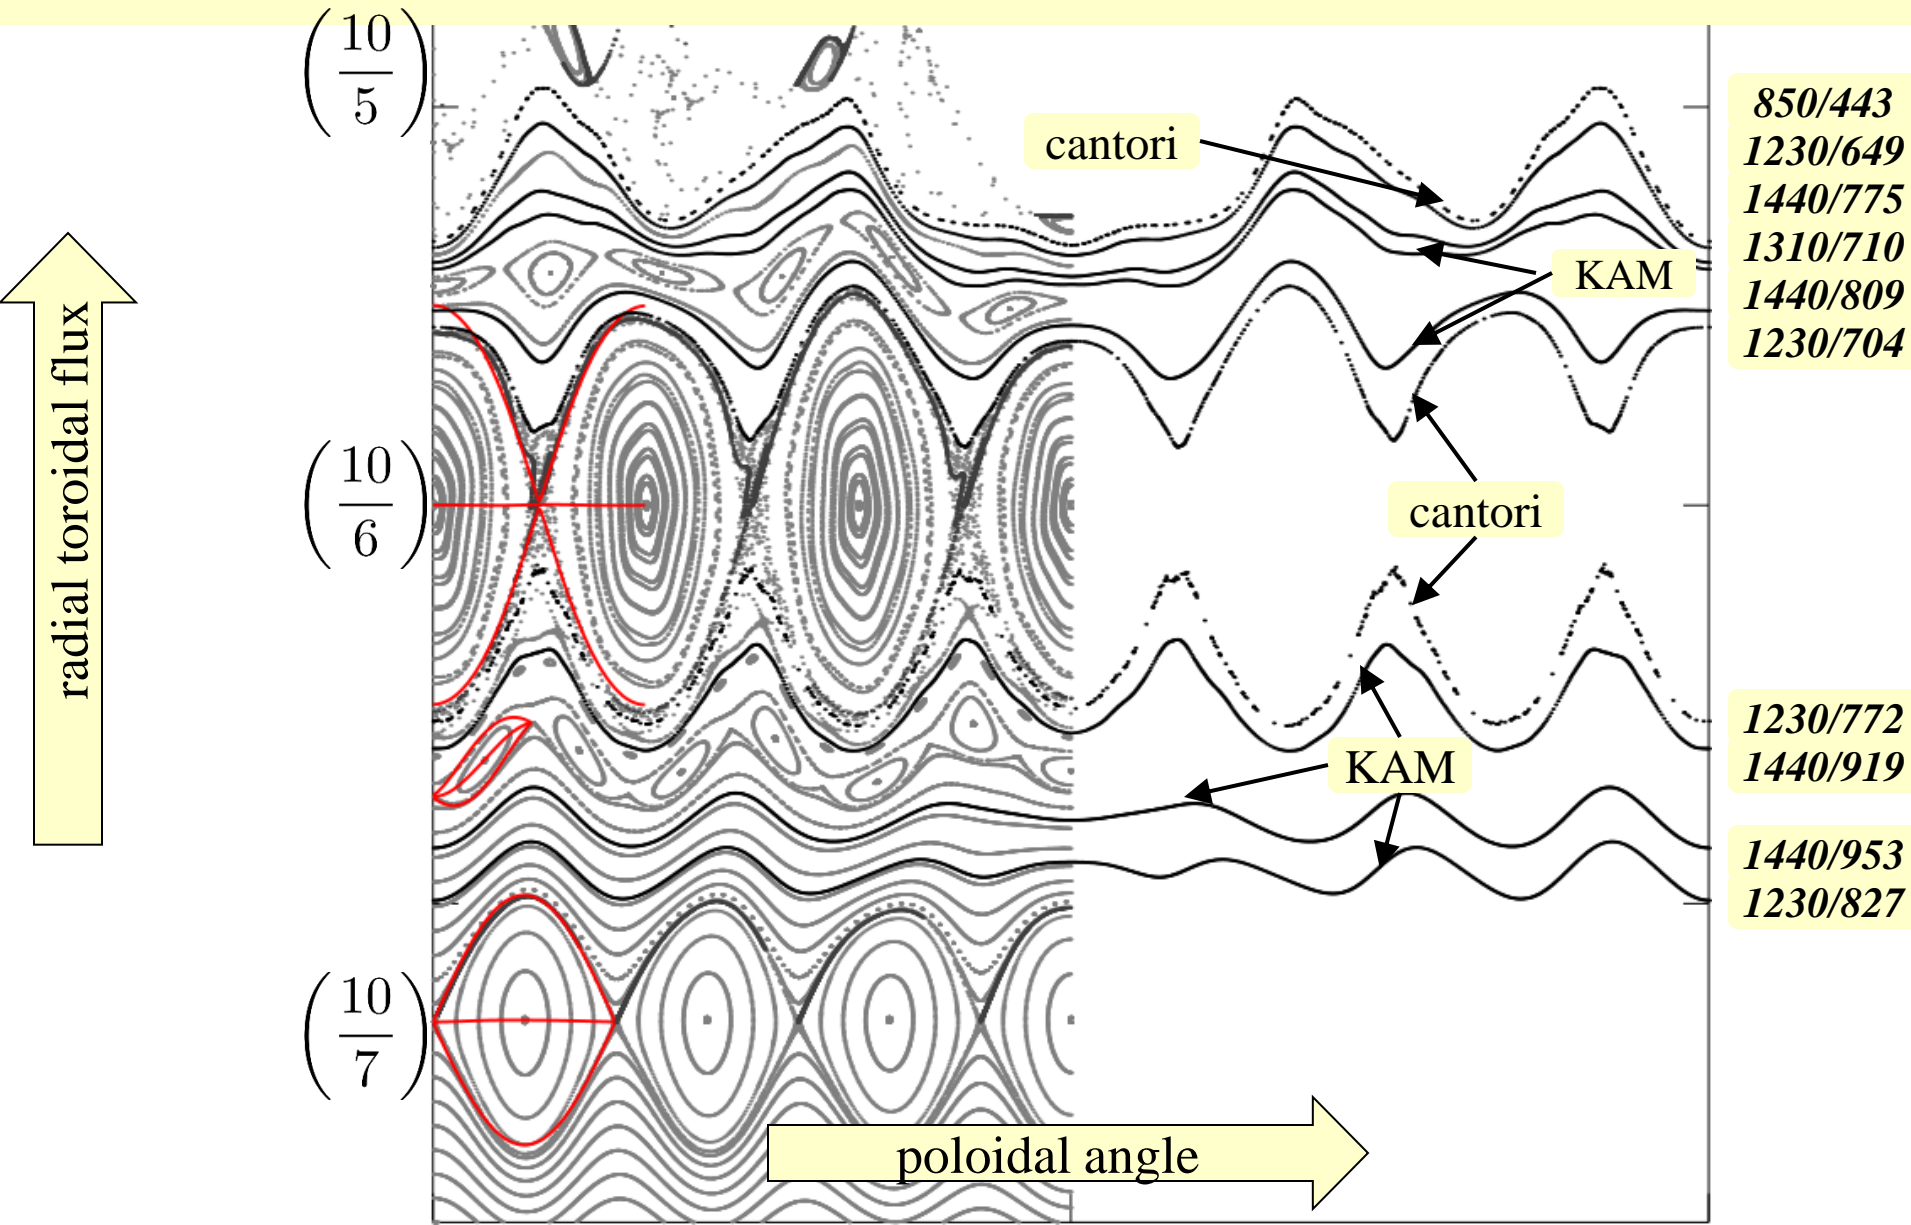 (10/5)
850/443
1230/649
1440/775
1310/710
1440/809
1230/704
cantori
KAM
radial toroidal flux
(10/6)
cantori
KAM
1230/772
1440/919
1440/953
1230/827
(10/7)
poloidal angle